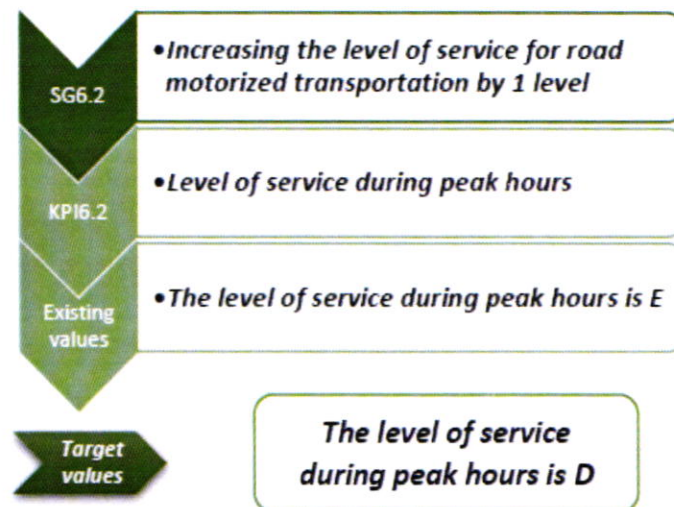 SG6.2
•Increasing the level of service for road
motorized transportation by 1 level
KPI6.2
•Level of service during peak hours
Existing
values
•The level of service during peak hours is E
Target
values
The level of service
during peak hours is D